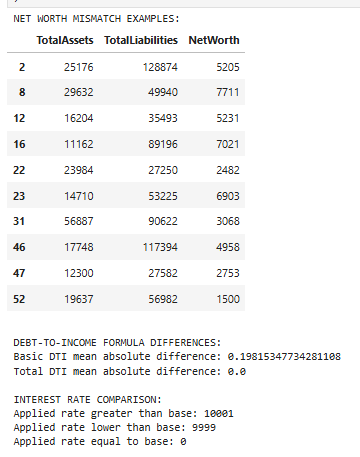 NET WORTH MISMATCH EXAMPLES:
TotalAssets TotalLiabilities NetWorth
2 25176 128874 5205
8 29632 49940 7711
12 16204 35493 5231
16 11162 89196 7021
22 23984 27250 2482
23 14710 53225 6903
31 56887 90622 3068
46 17748 117394 4958
47 12300 27582 2753
52 19637 56982 1500
DEBT-TO-INCOME FORMULA DIFFERENCES:
Basic DTI mean absolute difference: 0.19815347734281108
Total DTI mean absolute difference: 0.0
INTEREST RATE COMPARISON:
Applied rate greater than base: 10001
Applied rate lower than base: 9999
Applied rate equal to base: 0